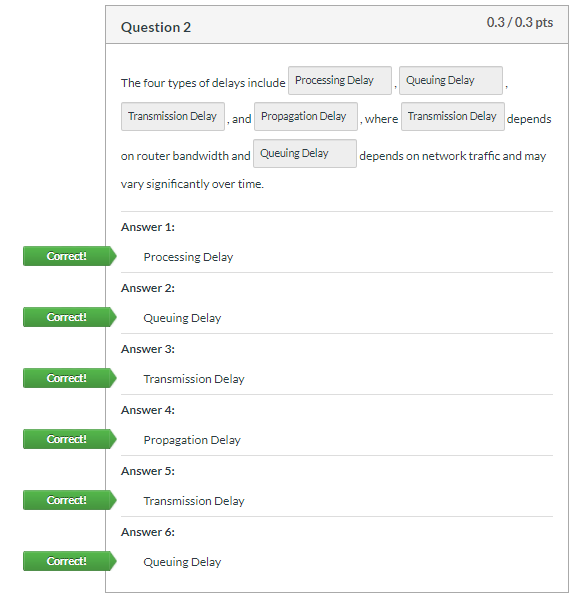 Question 2 0.3 / 0.3 pts
The four types of delays include Processing Delay , Queuing Delay ,
Transmission Delay , and Propagation Delay , where Transmission Delay depends
on router bandwidth and Queuing Delay depends on network traffic and may
vary significantly over time.
Answer 1:
Correct! Processing Delay
Answer 2:
Correct! Queuing Delay
Answer 3:
Correct! Transmission Delay
Answer 4:
Correct! Propagation Delay
Answer 5:
Correct! Transmission Delay
Answer 6:
Correct! Queuing Delay